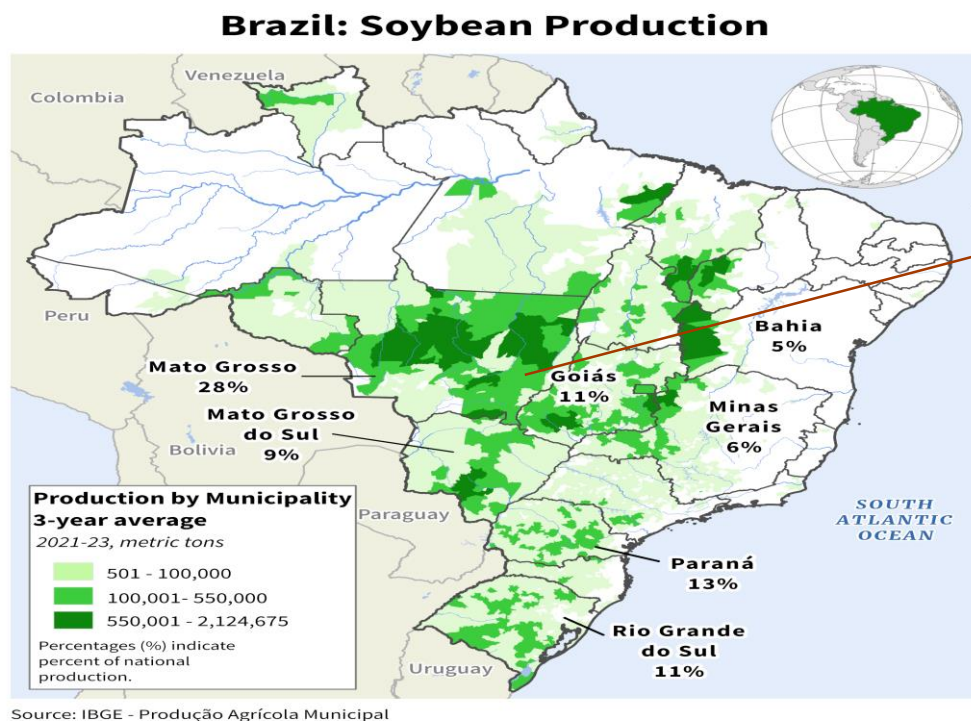 Brazil: Soybean Production
Venezuela
Colombia
Peru
Bolivia
Paraguay
Uruguay
Mato Grosso
28%
Mato Grosso
do Sul
9%
Goiás
11%
Bahia
5%
Minas
Gerais
6%
Paraná
13%
Rio Grande
do Sul
11%
SOUTH
ATLANTIC
OCEAN
Production by Municipality
3-year average
2021-23, metric tons
501 - 100,000
100,001- 550,000
550,001 - 2,124,675
Percentages (%) indicate
percent of national
production.
Source: IBGE - Produção Agrícola Municipal